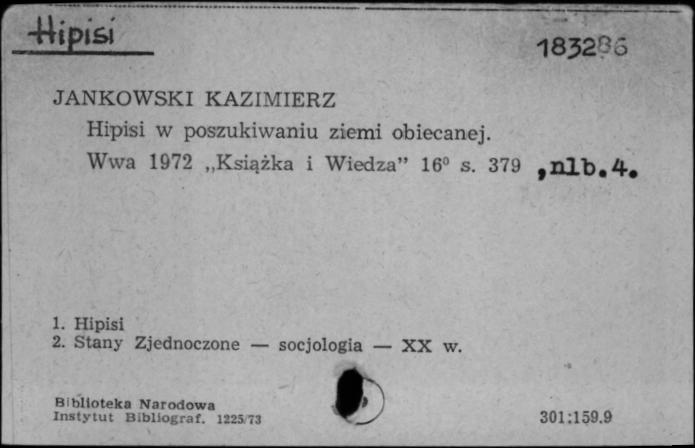 Hipisi
183286
JANKOWSKI KAZIMIERZ
Hipisi w poszukiwaniu ziemi obiecanej.
Wwa 1972 „Książka i Wiedza” 16⁰ s. 379 , nlb. 4.
1. Hipisi
2. Stany Zjednoczone — socjologia — XX w.
Biblioteka Narodowa
Instytut Bibliograf. 1225/73
301:159.9